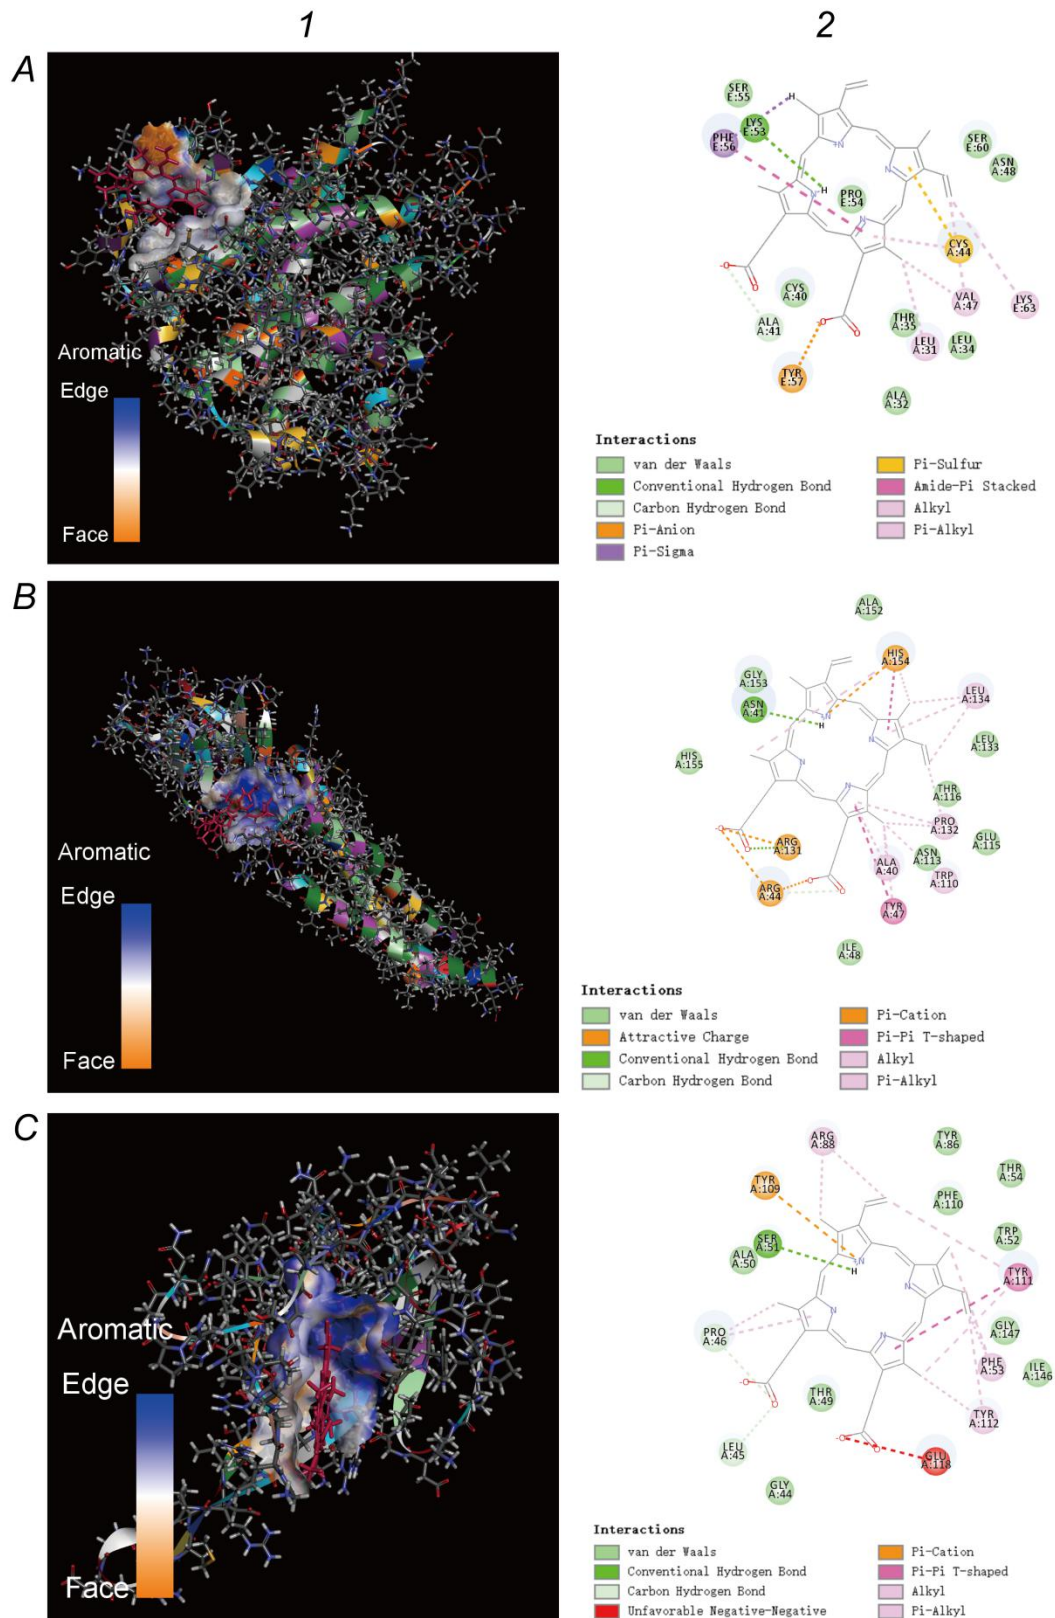 1
2
A
Aromatic
Edge
Face
SER
E:55
LYS
E:53
PHE
E:56
H
N
N
N
N
H
PRO
E:54
SER
E:60
ASN
A:48
CYS
A:44
CYS
A:40
ALA
A:41
VAL
A:47
LYS
E:63
THR
A:35
LEU
A:31
LEU
A:34
TYR
E:57
ALA
A:32
O
O
O
O
Interactions
van der Waals
Conventional Hydrogen Bond
Carbon Hydrogen Bond
Pi-Anion
Pi-Sigma
Pi-Sulfur
Amide-Pi Stacked
Alkyl
Pi-Alkyl
B
Aromatic
Edge
Face
ALA
A:152
HIS
A:154
GLY
A:153
ASN
A:41
LEU
A:134
HIS
A:155
LEU
A:133
THR
A:116
PRO
A:132
GLU
A:115
ARG
A:131
ASN
A:113
ALA
A:40
TRP
A:110
ARG
A:44
TYR
A:47
ILE
A:48
N
H
N
N
N
O
O
O
O
Interactions
van der Waals
Attractive Charge
Conventional Hydrogen Bond
Carbon Hydrogen Bond
Pi-Cation
Pi-Pi T-shaped
Alkyl
Pi-Alkyl
C
Aromatic
Edge
Face
ARG
A:88
TYR
A:86
TYR
A:109
THR
A:54
PHE
A:110
SER
A:51
TRP
A:52
ALA
A:50
TYR
A:111
PRO
A:46
GLY
A:147
PHE
A:53
ILE
A:146
THR
A:49
TYR
A:112
LEU
A:45
GLU
A:118
GLY
A:44
N
H
N
N
N
O
O
O
O
Interactions
van der Waals
Conventional Hydrogen Bond
Carbon Hydrogen Bond
Unfavorable Negative-Negative
Pi-Cation
Pi-Pi T-shaped
Alkyl
Pi-Alkyl